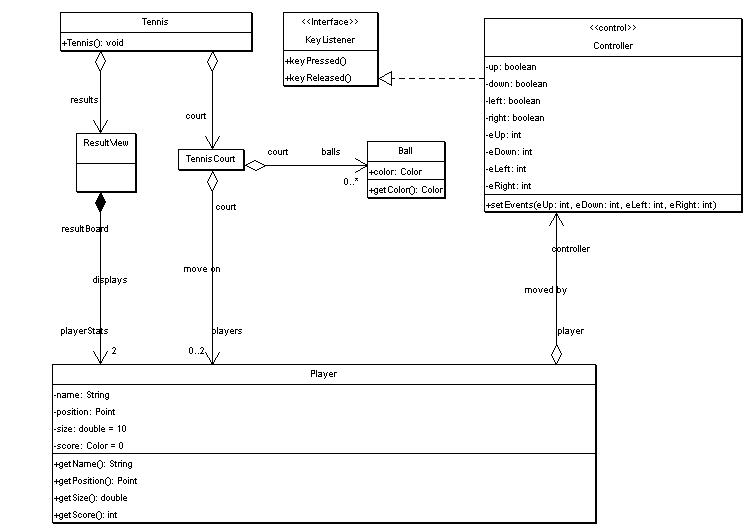 Tennis
+Tennis(): void
<<Interface>>
KeyListener
+keyPressed()
+keyReleased()
<<control>>
Controller
-up: boolean
-down: boolean
-left: boolean
-right: boolean
-eUp: int
-eDown: int
-eLeft: int
-eRight: int
+setEvents(eUp: int, eDown: int, eLeft: int, eRight: int)
results
court
ResultView
TennisCourt
court
balls
0..*
Ball
+color: Color
+getColor(): Color
resultBoard
displays
playerStats
2
court
move on
players
0..2
controller
moved by
player
Player
-name: String
-position: Point
-size: double = 10
-score: Color = 0
+getName(): String
+getPosition(): Point
+getSize(): double
+getScore(): int